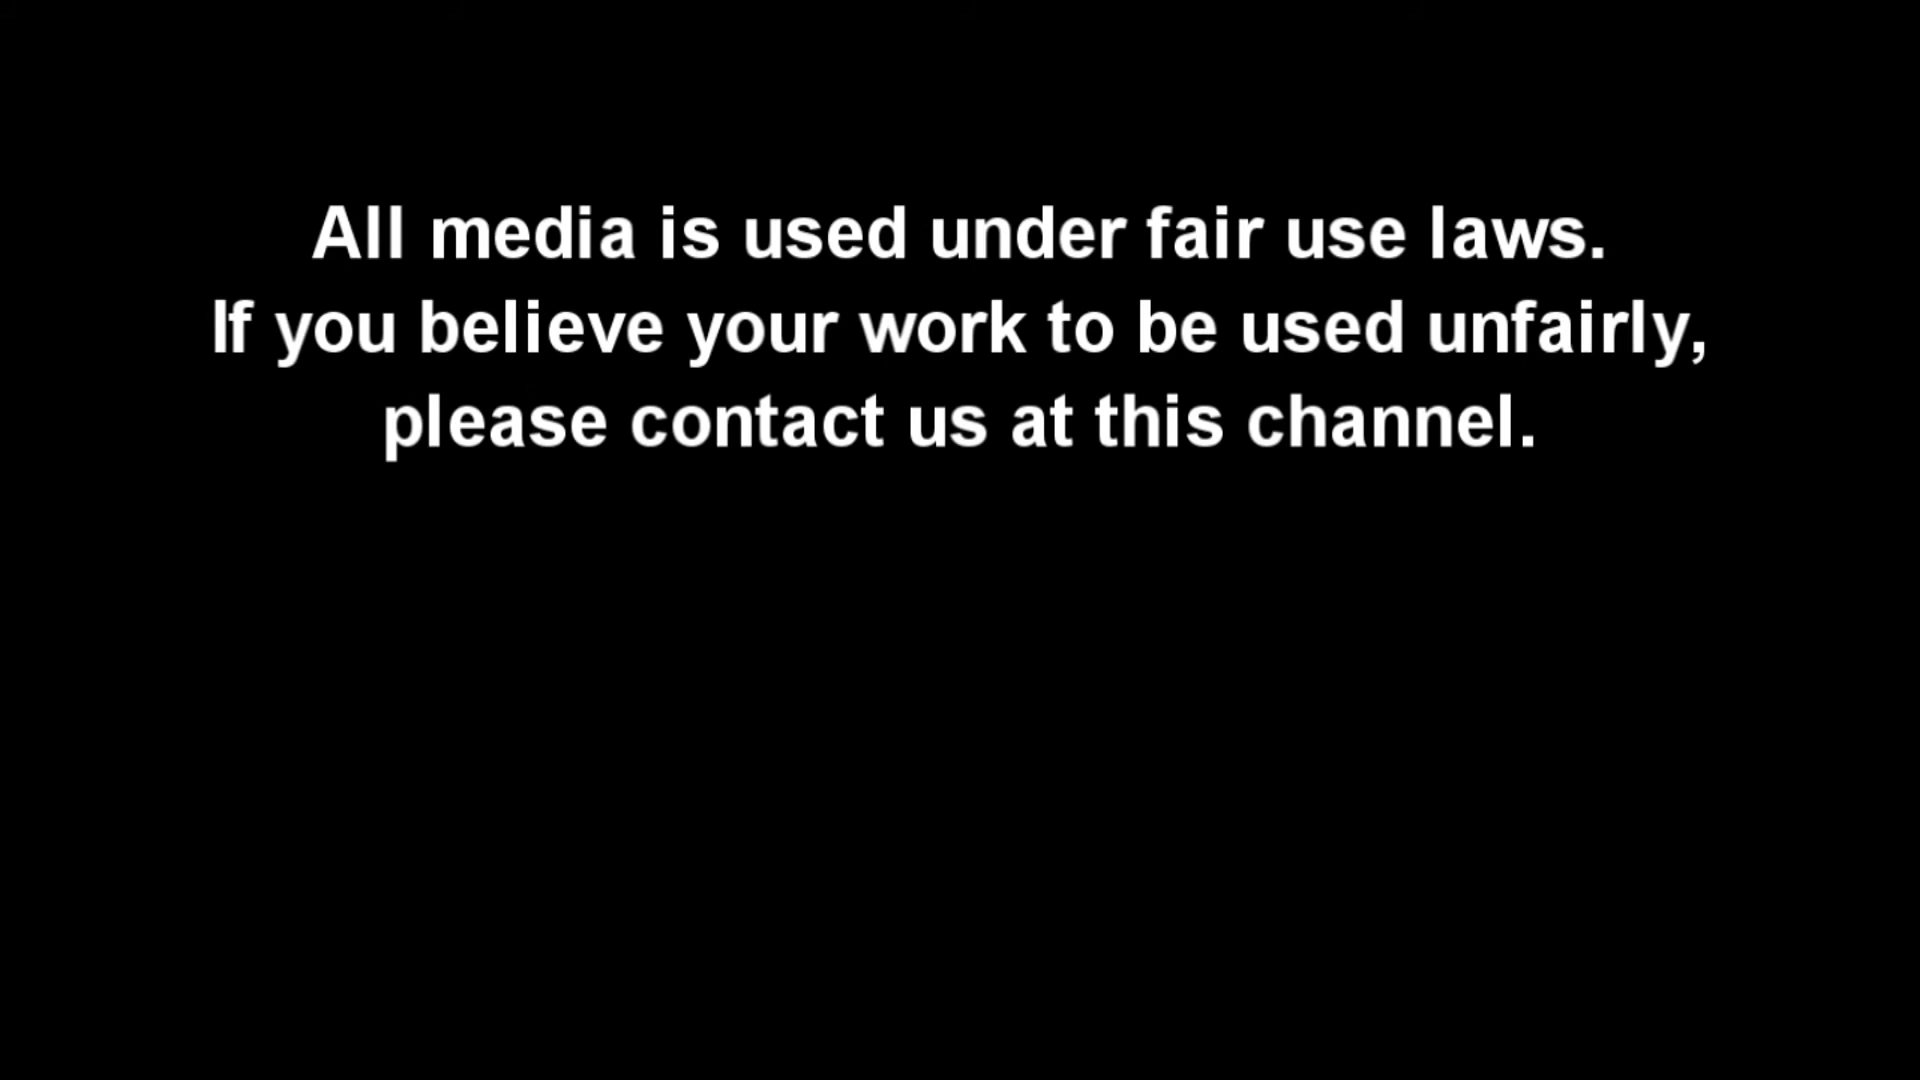 All media is used under fair use laws.
If you believe your work to be used unfairly,
please contact us at this channel.